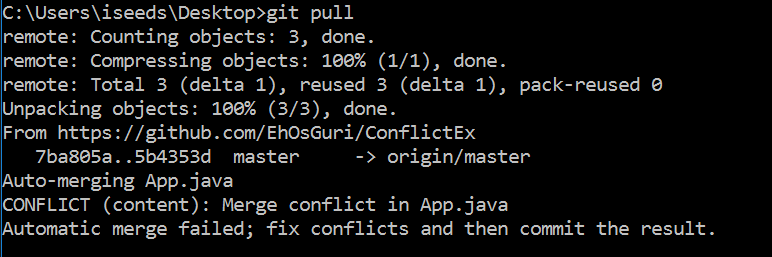 C:\Users\iseeds\Desktop>git pull
remote: Counting objects: 3, done.
remote: Compressing objects: 100% (1/1), done.
remote: Total 3 (delta 1), reused 3 (delta 1), pack-reused 0
Unpacking objects: 100% (3/3), done.
From https://github.com/EhOsGuri/ConflictEx
   7ba805a..5b4353d  master     -> origin/master
Auto-merging App.java
CONFLICT (content): Merge conflict in App.java
Automatic merge failed; fix conflicts and then commit the result.